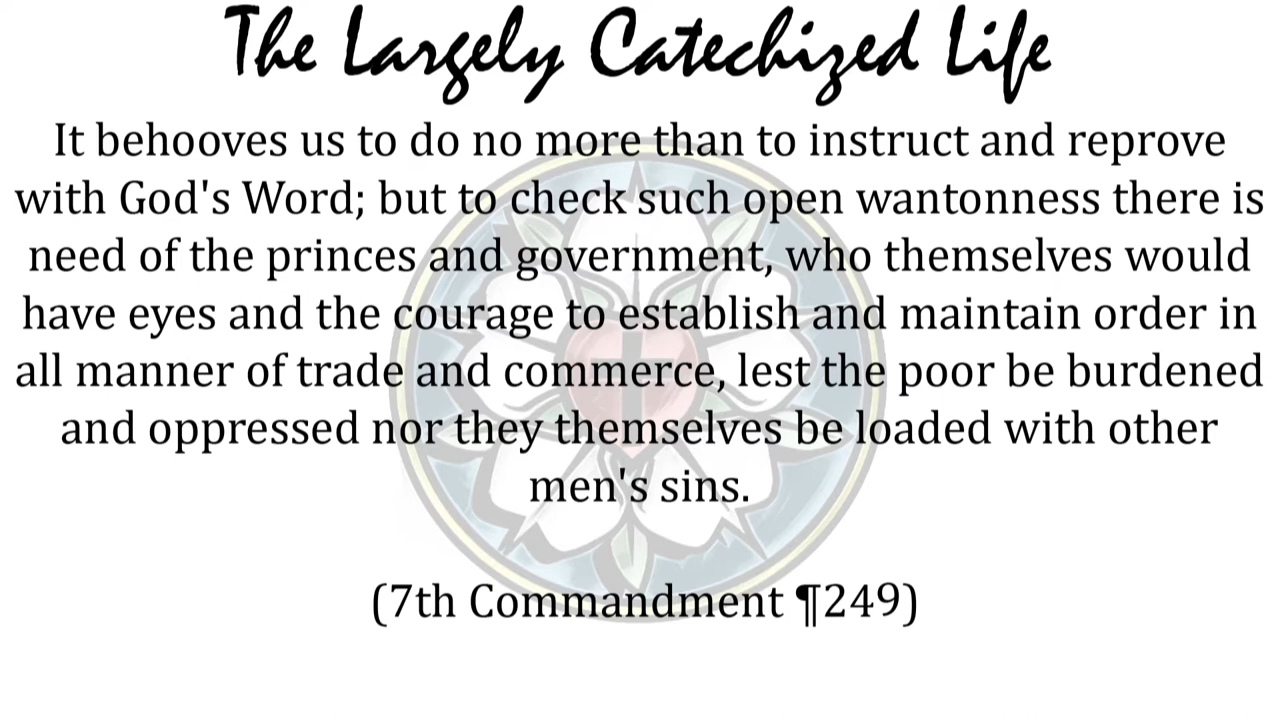 The Largely Catechized Life
It behooves us to do no more than to instruct and reprove
with God's Word; but to check such open wantonness there is
need of the princes and government, who themselves would
have eyes and the courage to establish and maintain order in
all manner of trade and commerce, lest the poor be burdened
and oppressed nor they themselves be loaded with other
men's sins.
(7th Commandment ¶249)